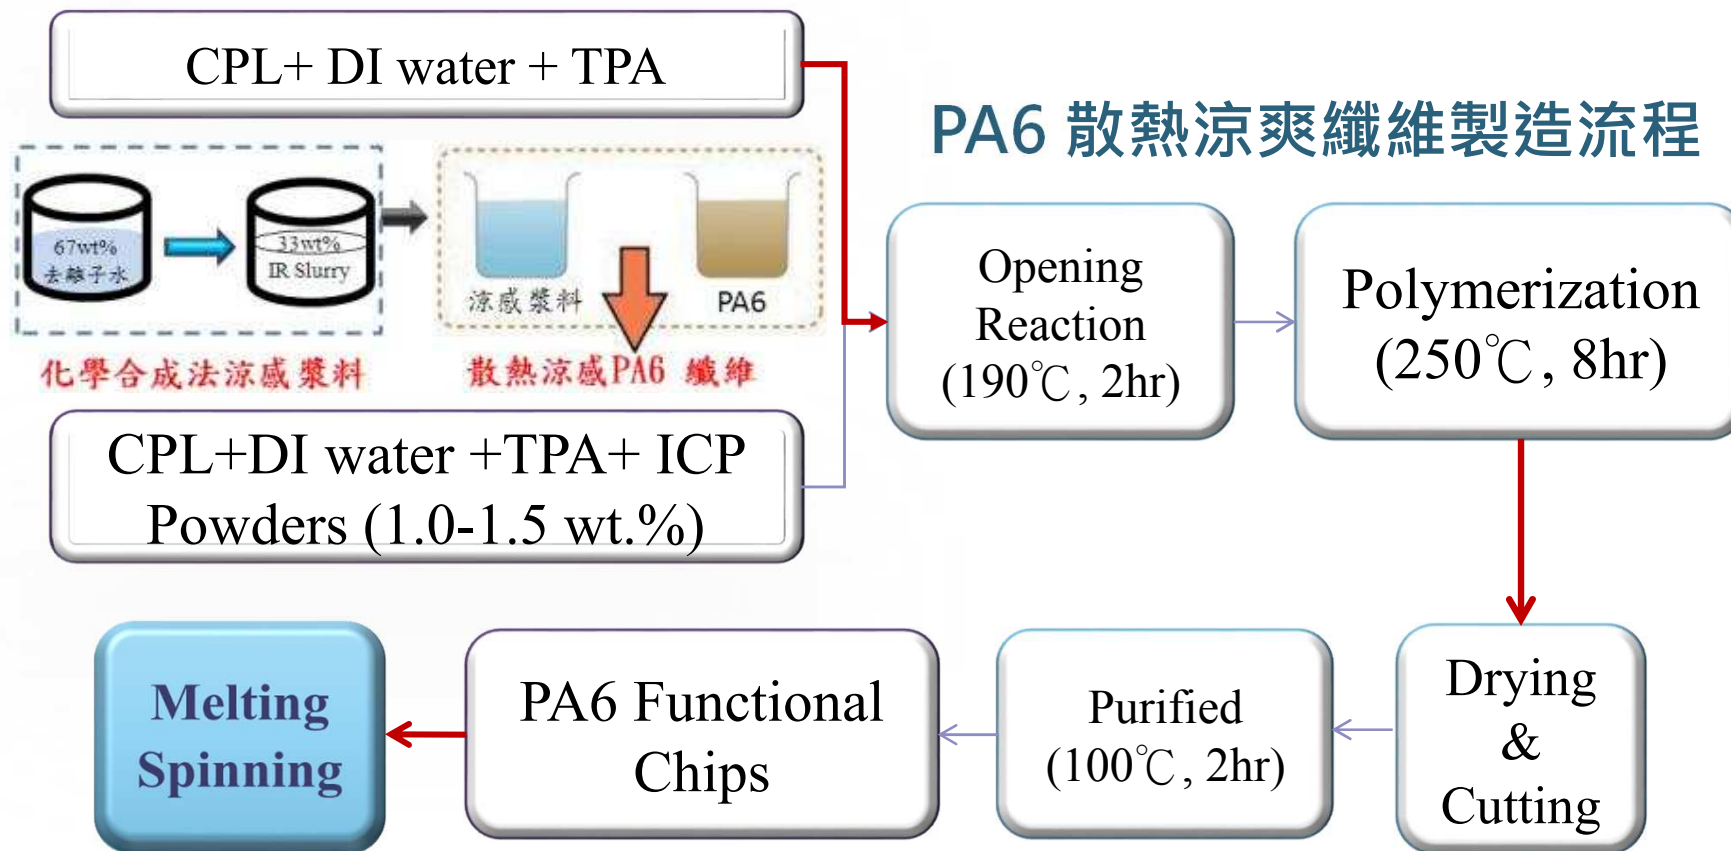 CPL+ DI water + TPA
PA6 散熱涼爽纖維製造流程
67wt%
去離子水
33wt%
IR Slurry
涼感漿料
PA6
化學合成法涼感漿料
散熱涼感PA6 纖維
CPL+DI water +TPA+ ICP
Powders (1.0-1.5 wt.%)
Opening
Reaction
(190℃, 2hr)
Polymerization
(250℃, 8hr)
Drying
&
Cutting
Purified
(100℃, 2hr)
PA6 Functional
Chips
Melting
Spinning